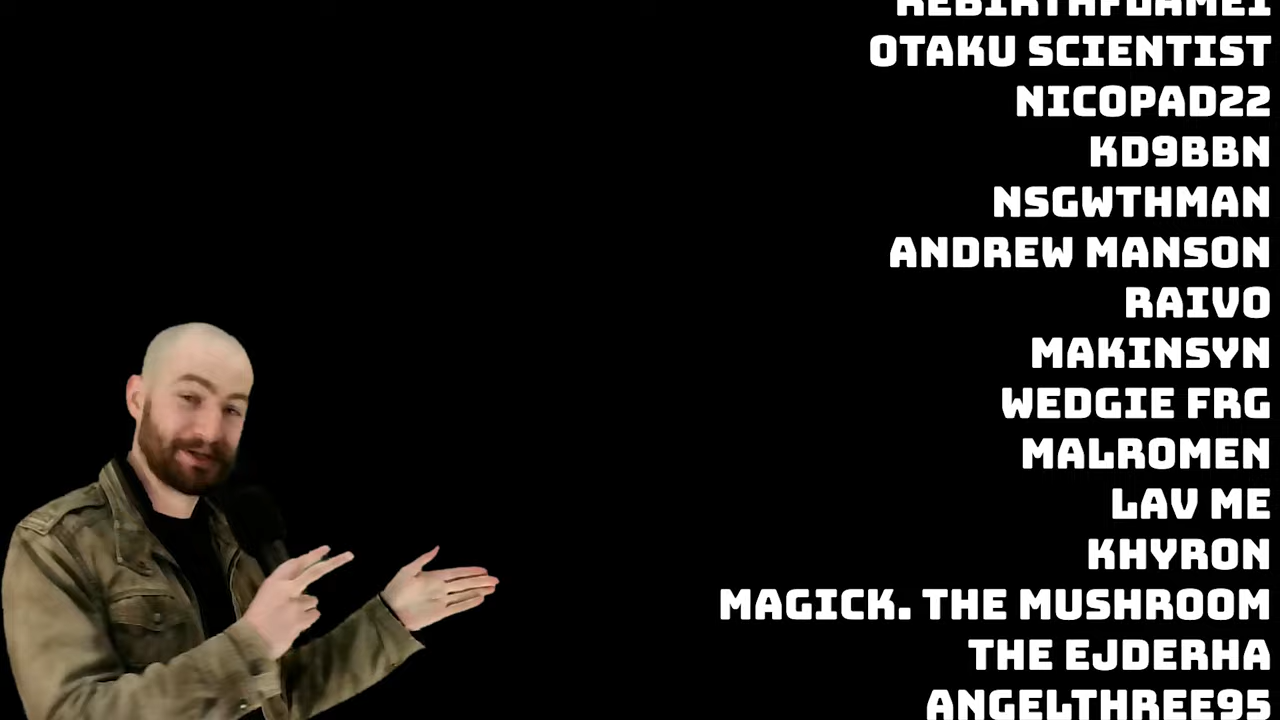 OTAKU SCIENTIST
NICOPAD22
KD9BBN
NSGWTHMAN
ANDREW MANSON
RAIVO
MAKINSYN
WEDGIE FRG
MALROMEN
LAV ME
KHYRON
MAGICK. THE MUSHROOM
THE EJDERHA
ANGELTHREE95